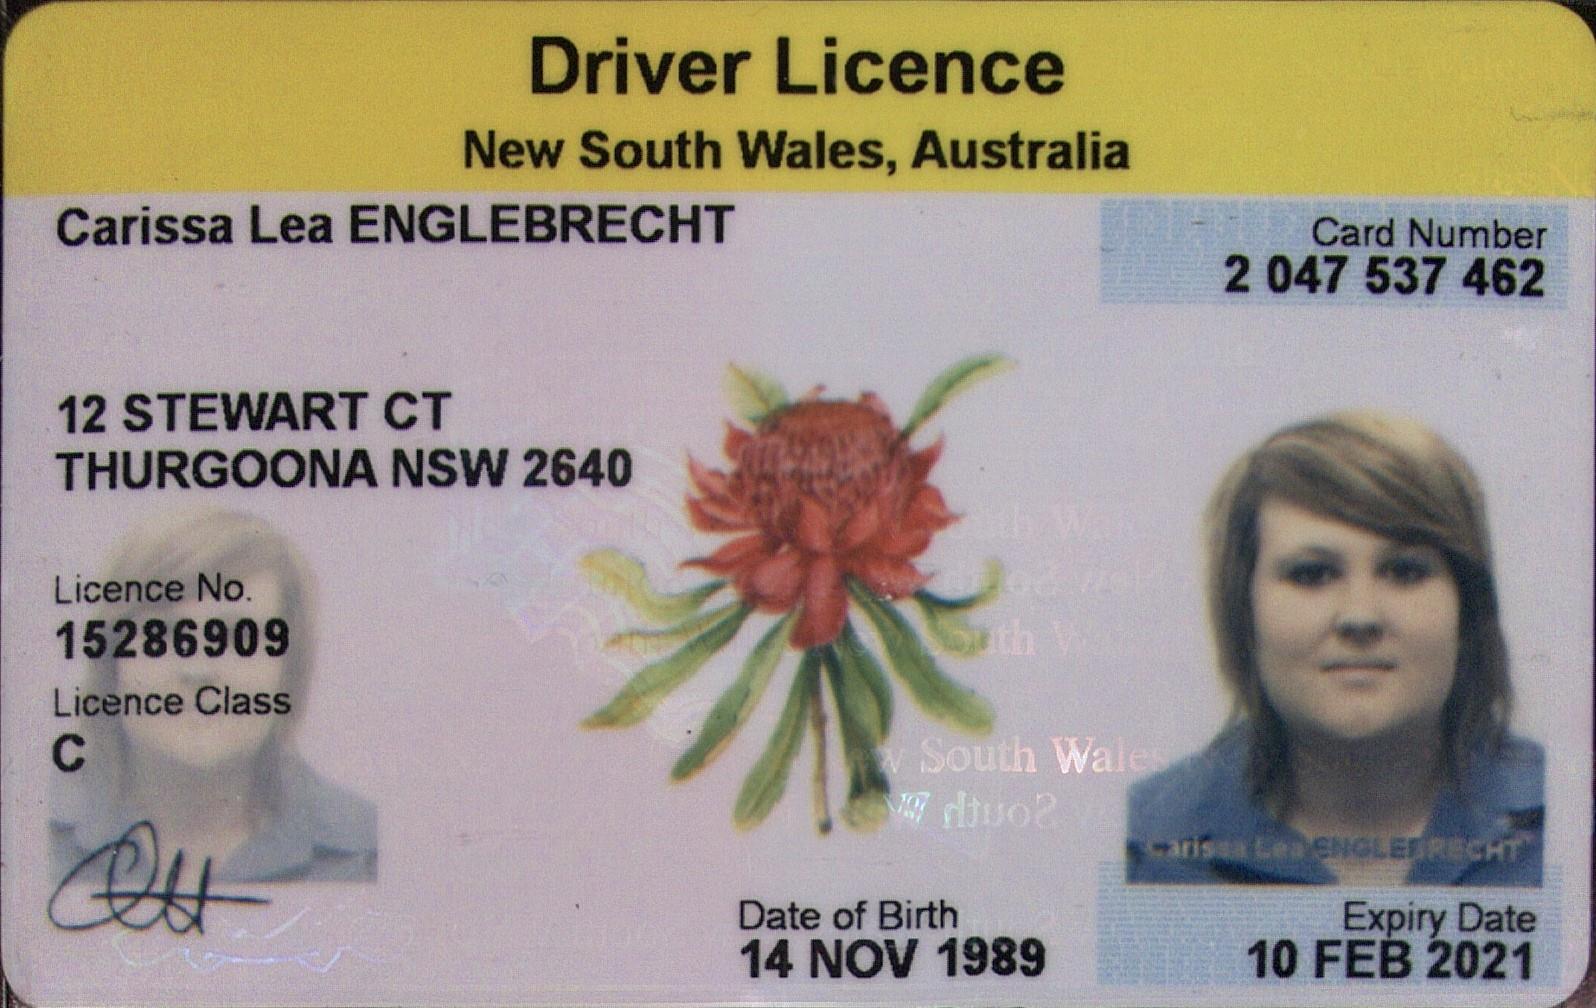 Driver Licence
New South Wales, Australia
Carissa Lea ENGLEBRECHT
Card Number
2 047 537 462
12 STEWART CT
THURGOONA NSW 2640
Licence No.
15286909
Licence Class
C
New South Wales
South Wales
Carissa Lea ENGLEBRECHT
Date of Birth
14 NOV 1989
Expiry Date
10 FEB 2021